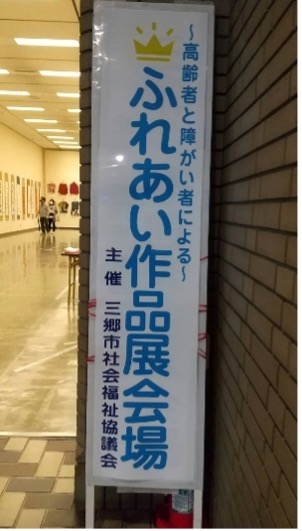 ～高齢者と障がい者による～
ふれあい作品展会場
主催 三郷市社会福祉協議会